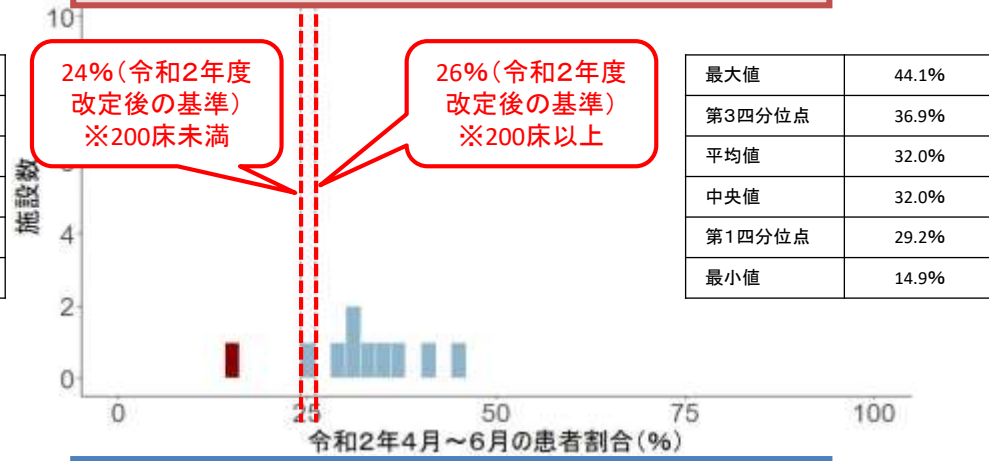 10
24%（令和2年度
改定後の基準）
※200床未満
26%（令和2年度
改定後の基準）
※200床以上
最大値 44.1%
第3四分位点 36.9%
平均値 32.0%
中央値 32.0%
第1四分位点 29.2%
最小値 14.9%
施設数
4
2
0
0 25 50 75 100
令和2年4月～6月の患者割合（%）